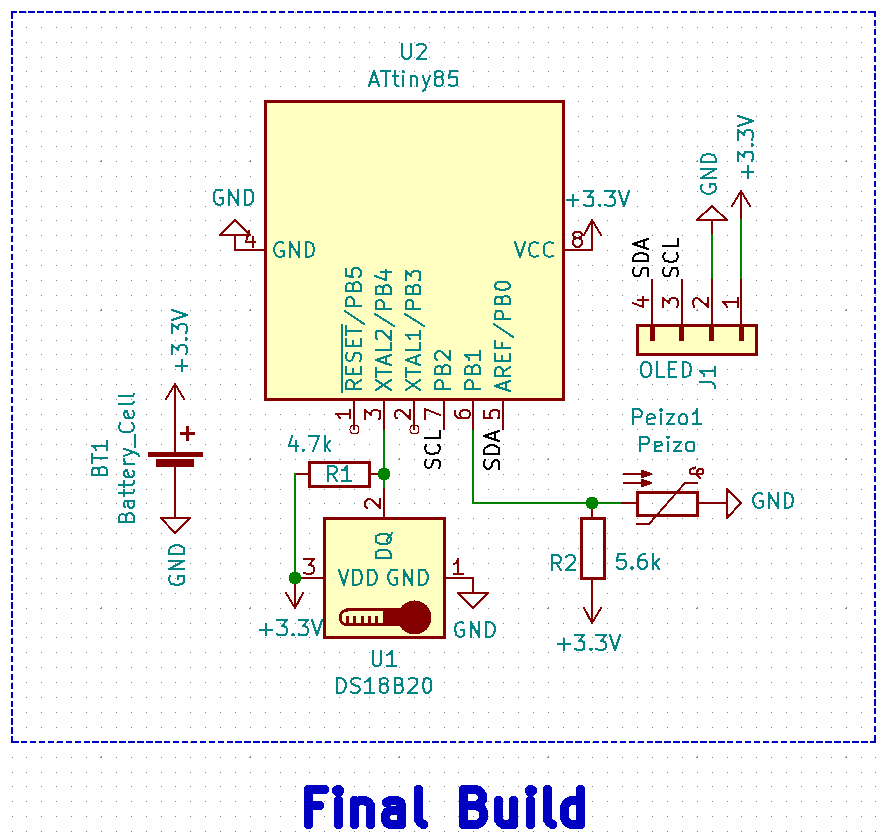 U2
ATtiny85
GND
4
GND
VCC
8
+3.3V
RESET/PB5
XTAL2/PB4
XTAL1/PB3
PB2
PB1
AREF/PB0
1
3
2
7
6
5
SCL
SDA
GND
+3.3V
SDA
SCL
4
3
2
1
OLED
J1
+3.3V
+
BT1
Battery_Cell
GND
4.7k
R1
2
DQ
3
VDD
GND
1
+3.3V
GND
U1
DS18B20
Peizo1
Peizo
GND
R2
5.6k
+3.3V
Final Build